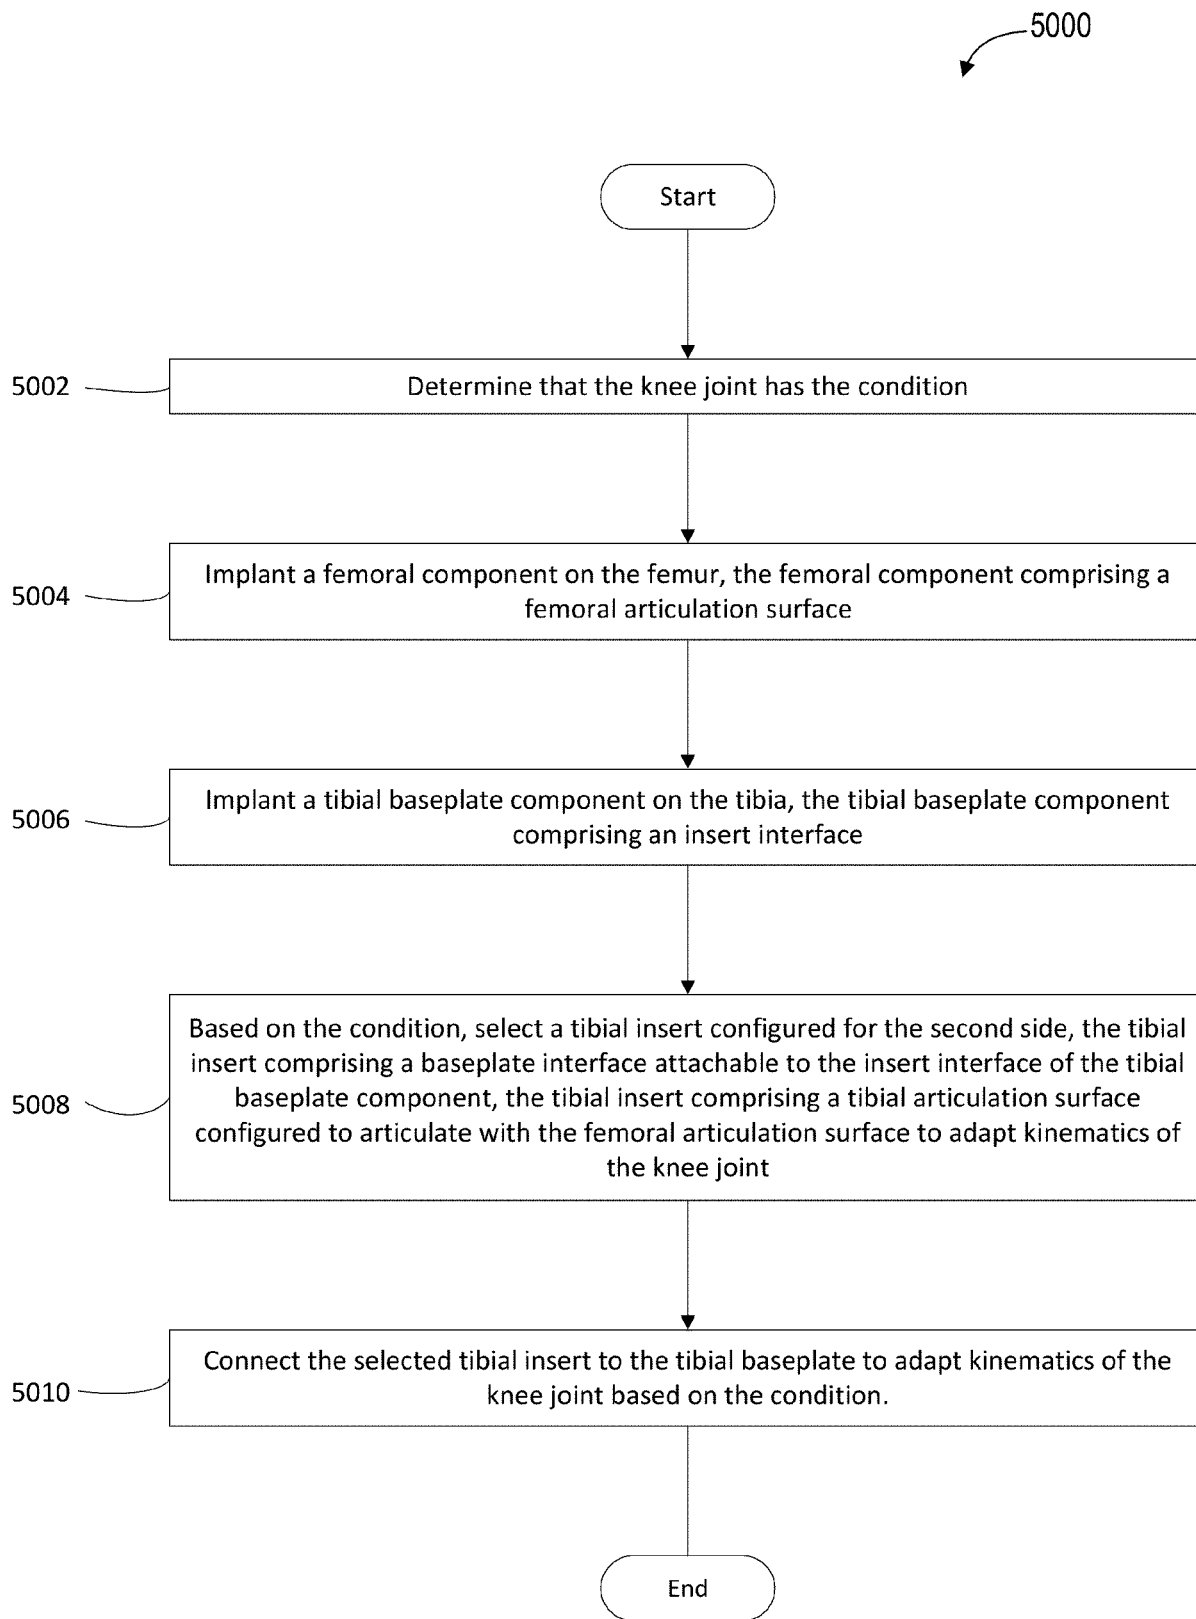 5000
Start
5002
Determine that the knee joint has the condition
5004
Implant a femoral component on the femur, the femoral component comprising a
femoral articulation surface
5006
Implant a tibial baseplate component on the tibia, the tibial baseplate component
comprising an insert interface
5008
Based on the condition, select a tibial insert configured for the second side, the tibial
insert comprising a baseplate interface attachable to the insert interface of the tibial
baseplate component, the tibial insert comprising a tibial articulation surface
configured to articulate with the femoral articulation surface to adapt kinematics of
the knee joint
5010
Connect the selected tibial insert to the tibial baseplate to adapt kinematics of the
knee joint based on the condition.
End